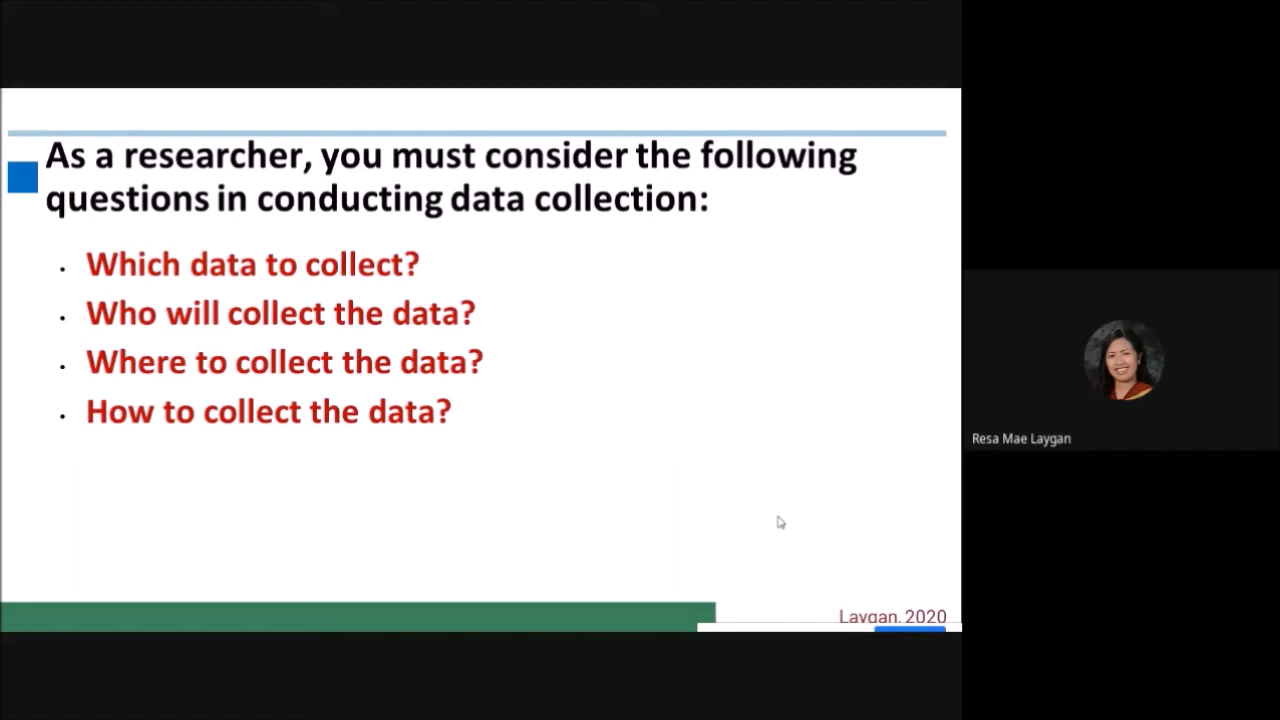 As a researcher, you must consider the following
questions in conducting data collection:
Which data to collect?
Who will collect the data?
Where to collect the data?
How to collect the data?
Resa Mae Laygan
Laygan, 2020